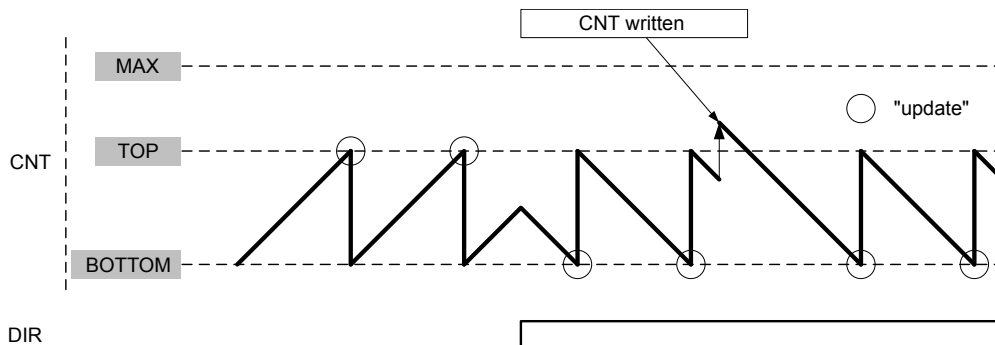 CNT written
MAX
"update"
TOP
CNT
BOTTOM
DIR